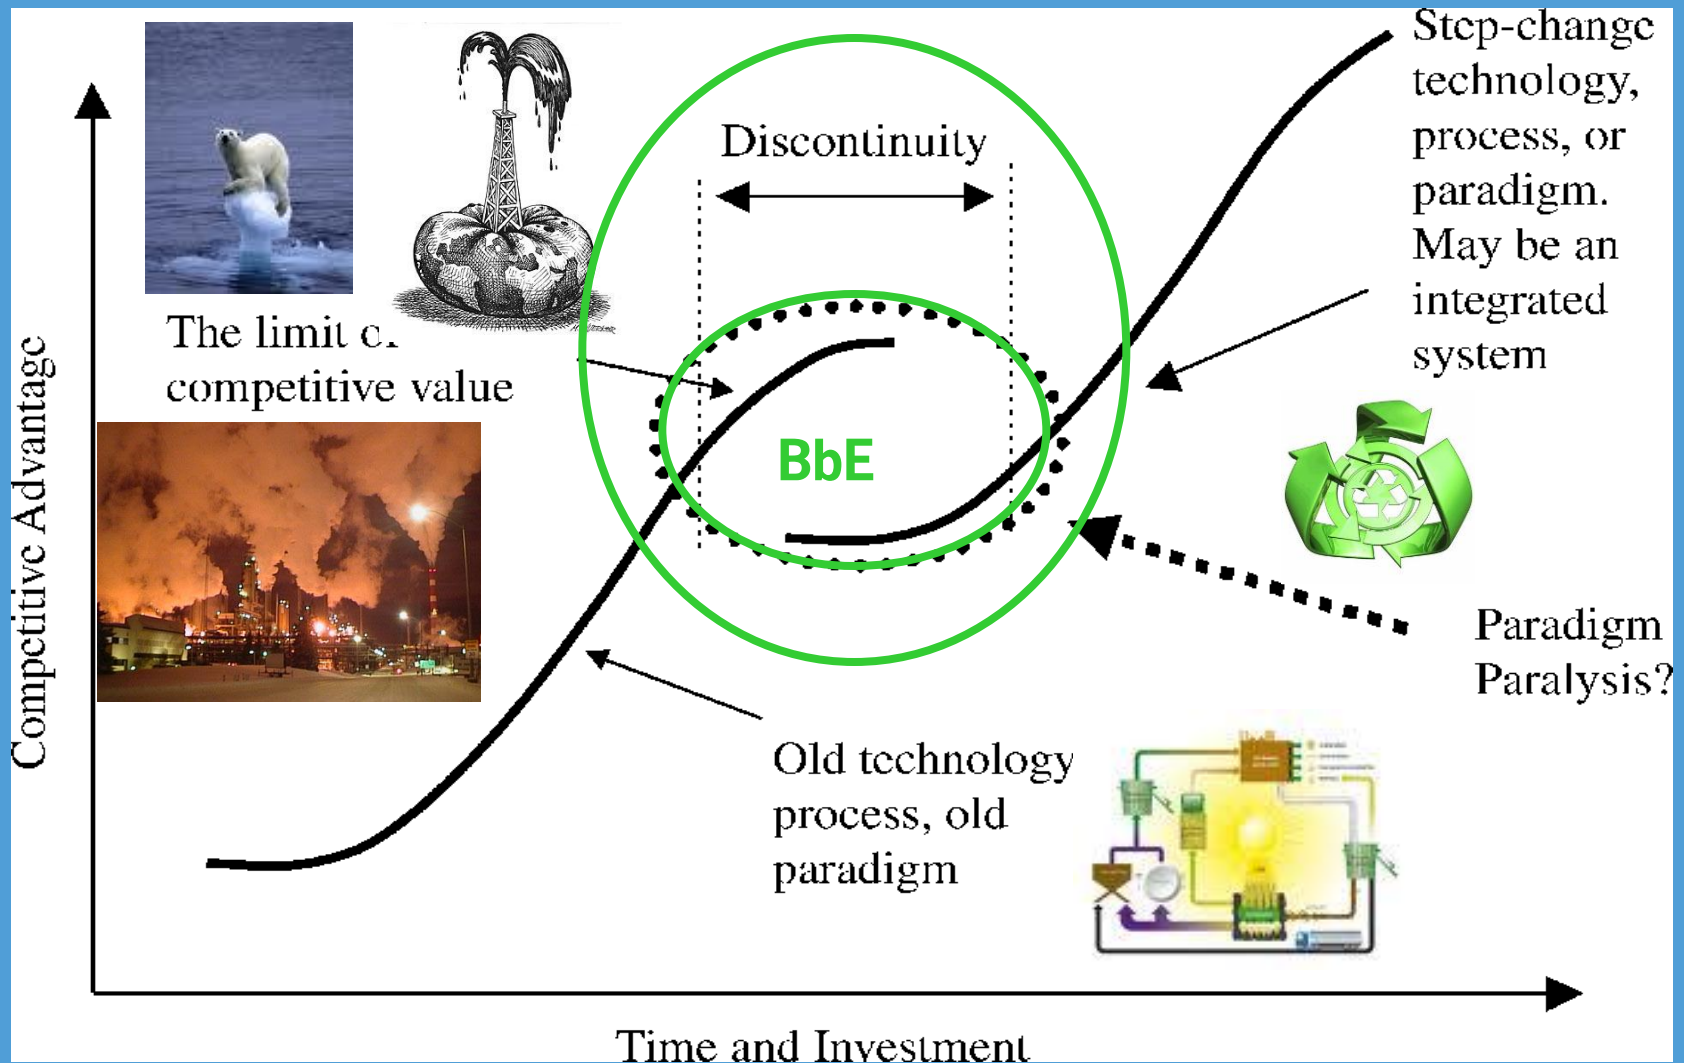 Step-change
technology,
process, or
paradigm.
May be an
integrated
system
Discontinuity
The limit
competitive value
BbE
Competitive Advantage
Paradigm
Paralysis?
Old technology
process, old
paradigm
Time and Investment